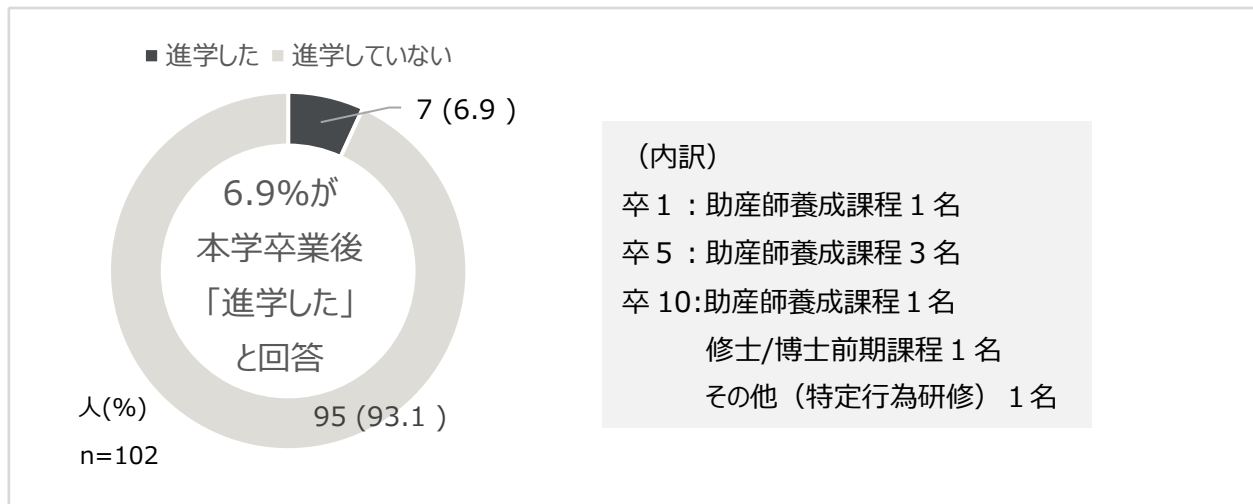 ■ 進学した ■ 進学していない
7 (6.9 )
6.9%が
本学卒業後
「進学した」
と回答
95 (93.1 )
人(%)
n=102
（内訳）
卒１：助産師養成課程１名
卒５：助産師養成課程３名
卒 10:助産師養成課程１名
修士/博士前期課程１名
その他（特定行為研修）１名